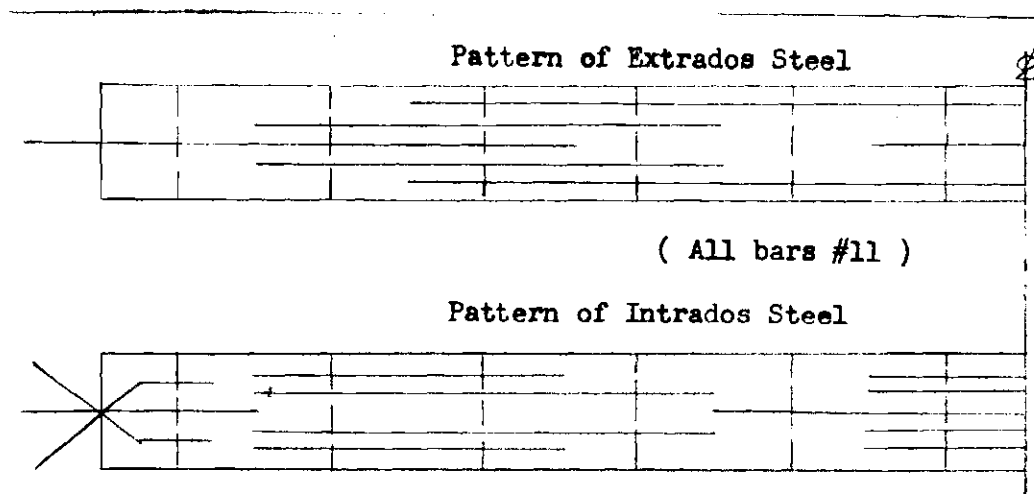 Pattern of Extrados Steel
( All bars #11 )
Pattern of Intrados Steel